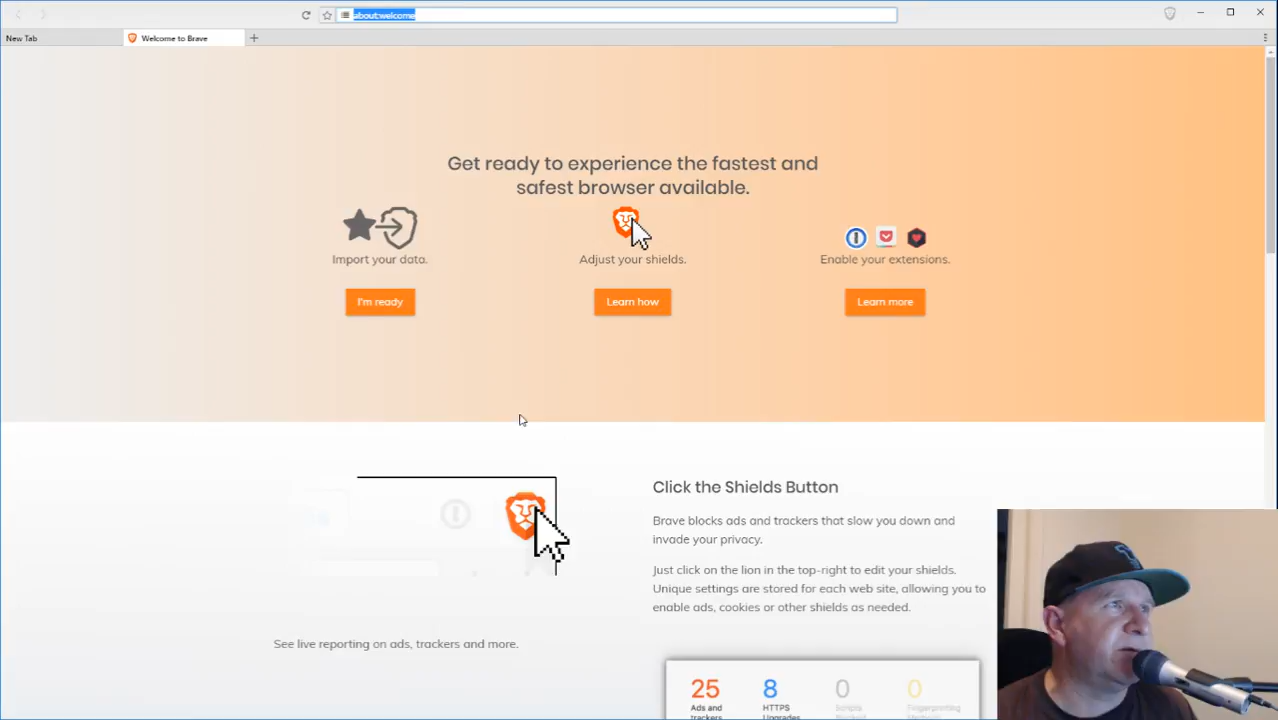 about:welcome
New Tab
Welcome to Brave
Get ready to experience the fastest and
safest browser available.
Import your data.
Adjust your shields.
Enable your extensions.
I'm ready
Learn how
Learn more
Click the Shields Button
Brave blocks ads and trackers that slow you down and
invade your privacy.
Just click on the lion in the top-right to edit your shields.
Unique settings are stored for each web site, allowing you to
enable ads, cookies or other shields as needed.
See live reporting on ads, trackers and more.
25
8
0
0
Ads and
trackers
HTTPS
Upgrades
Scripts
Fingerprinting